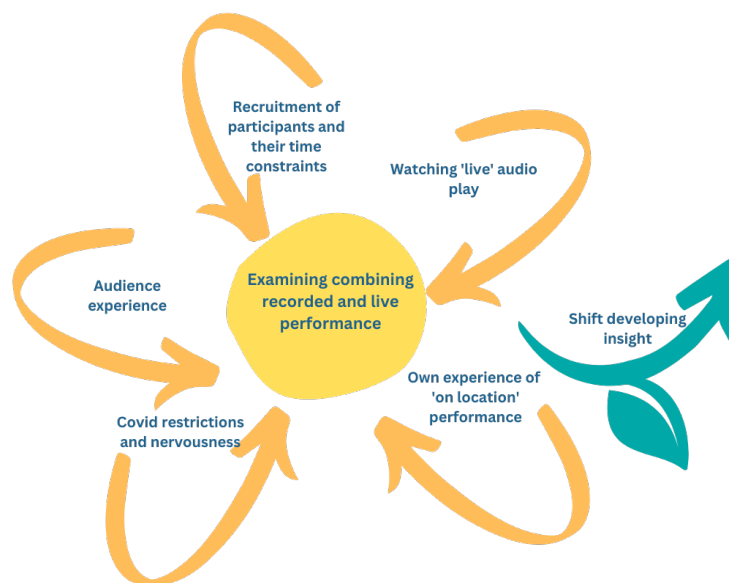 Recruitment of
participants and
their time
constraints
Watching 'live' audio
play
Audience
experience
Examining combining
recorded and live
performance
Shift developing
insight
Own experience of
'on location'
performance
Covid restrictions
and nervousness